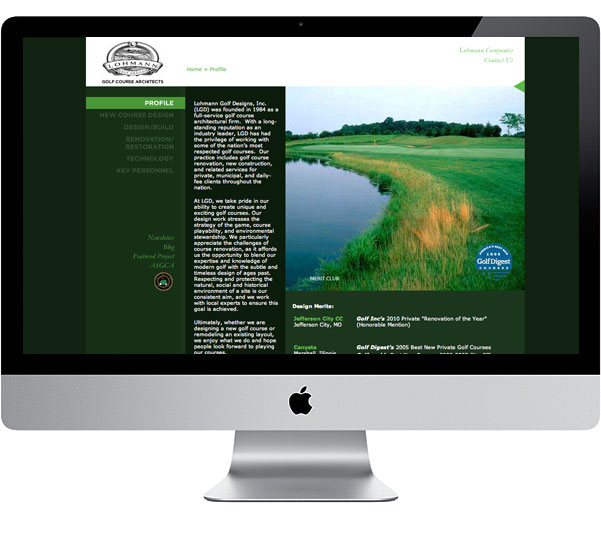 LOHMANN
GOLF COURSE ARCHITECTS
Home > Profile
Lohmann Companies
Contact Us
PROFILE
NEW COURSE DESIGN
DESIGN/BUILD
RENOVATION/
RESTORATION
TECHNOLOGY
KEY PERSONNEL
Newsletter
Blog
Featured Project
ASGCA
Lohmann Golf Designs, Inc.
(LGD) was founded in 1984 as a
full-service golf course
architectural firm. With a long-
standing reputation as an
industry leader, LGD has had
the privilege of working with
some of the nation's most
respected golf courses. Our
practice includes golf course
renovation, new construction,
and related services for
private, municipal, and daily-
fee clients throughout the
nation.
At LGD, we take pride in our
ability to create unique and
exciting golf courses. Our
design work stresses the
strategy of the game, course
playability, and environmental
stewardship. We particularly
appreciate the challenges of
course renovation, as it affords
us the opportunity to blend our
expertise and knowledge of
modern golf with the subtle and
timeless design of ages past.
Respecting and protecting the
natural, social and historical
environment of a site is our
consistent aim, and we work
with local experts to ensure this
goal is achieved.
Ultimately, whether we are
designing a new golf course or
remodeling an existing layout,
we enjoy what we do and hope
people look forward to playing
our courses.
MERIT CLUB
Golf Digest
COURSES
Design Merits:
Jefferson City CC
Jefferson City, MO
Golf Inc's 2010 Private "Renovation of the Year"
(Honorable Mention)
Canyata
Marshall, Illinois
Golf Digest's 2005 Best New Private Golf Courses